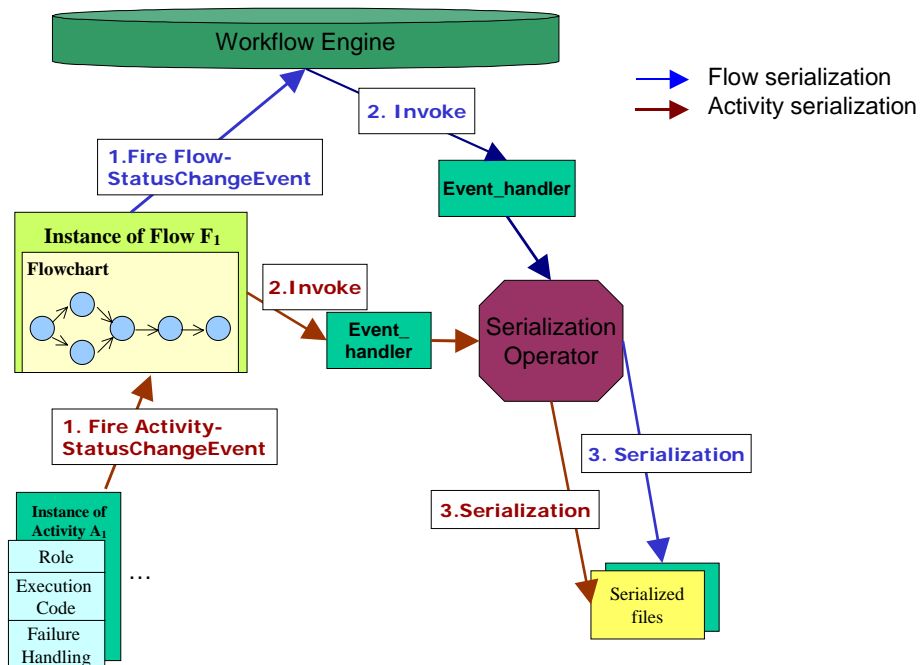 Workflow Engine
Flow serialization
Activity serialization
2. Invoke
1.Fire Flow-
StatusChangeEvent
Event_handler
Instance of Flow F1
Flowchart
2.Invoke
Event_
handler
Serialization
Operator
1. Fire Activity-
StatusChangeEvent
3. Serialization
3.Serialization
Instance of
Activity A1
Role
Execution
Code
Failure
Handling
…
Serialized
files